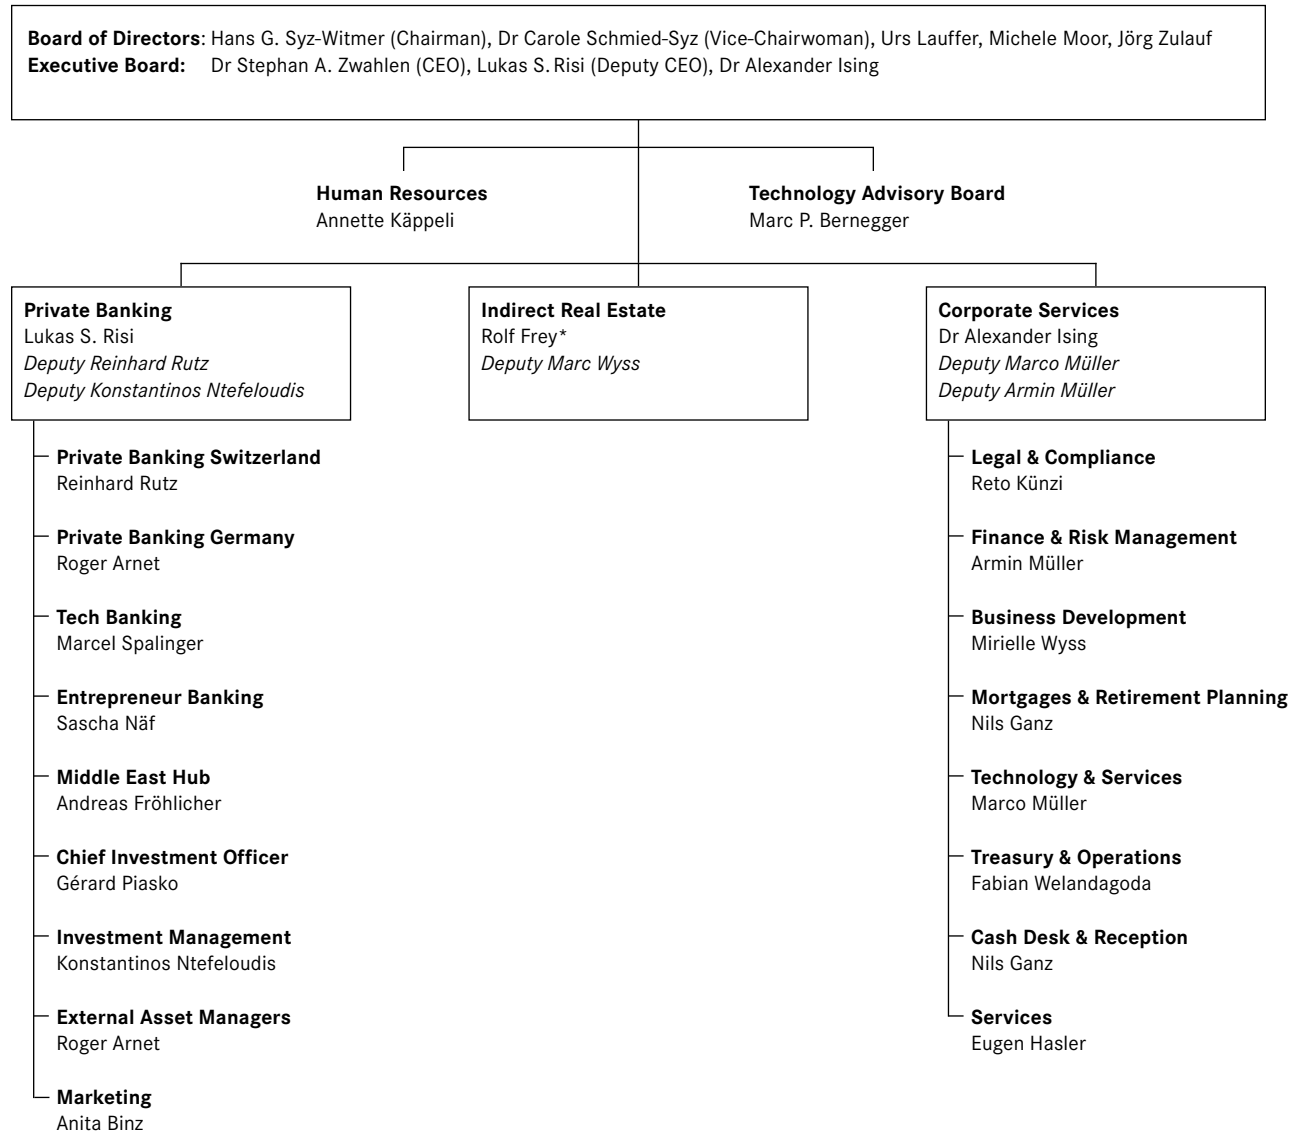 Board of Directors: Hans G. Syz-Witmer (Chairman), Dr Carole Schmied-Syz (Vice-Chairwoman), Urs Lauffer, Michele Moor, Jörg Zulauf
Executive Board: Dr Stephan A. Zwahlen (CEO), Lukas S. Risi (Deputy CEO), Dr Alexander Ising
Human Resources
Annette Käppeli
Technology Advisory Board
Marc P. Bernegger
Private Banking
Lukas S. Risi
Deputy Reinhard Rutz
Deputy Konstantinos Ntefeloudis
Indirect Real Estate
Rolf Frey*
Deputy Marc Wyss
Corporate Services
Dr Alexander Ising
Deputy Marco Müller
Deputy Armin Müller
Private Banking Switzerland
Reinhard Rutz
Private Banking Germany
Roger Arnet
Tech Banking
Marcel Spalinger
Entrepreneur Banking
Sascha Näf
Middle East Hub
Andreas Fröhlicher
Chief Investment Officer
Gérard Piasko
Investment Management
Konstantinos Ntefeloudis
External Asset Managers
Roger Arnet
Marketing
Anita Binz
Legal & Compliance
Reto Künzi
Finance & Risk Management
Armin Müller
Business Development
Mirielle Wyss
Mortgages & Retirement Planning
Nils Ganz
Technology & Services
Marco Müller
Treasury & Operations
Fabian Welandagoda
Cash Desk & Reception
Nils Ganz
Services
Eugen Hasler